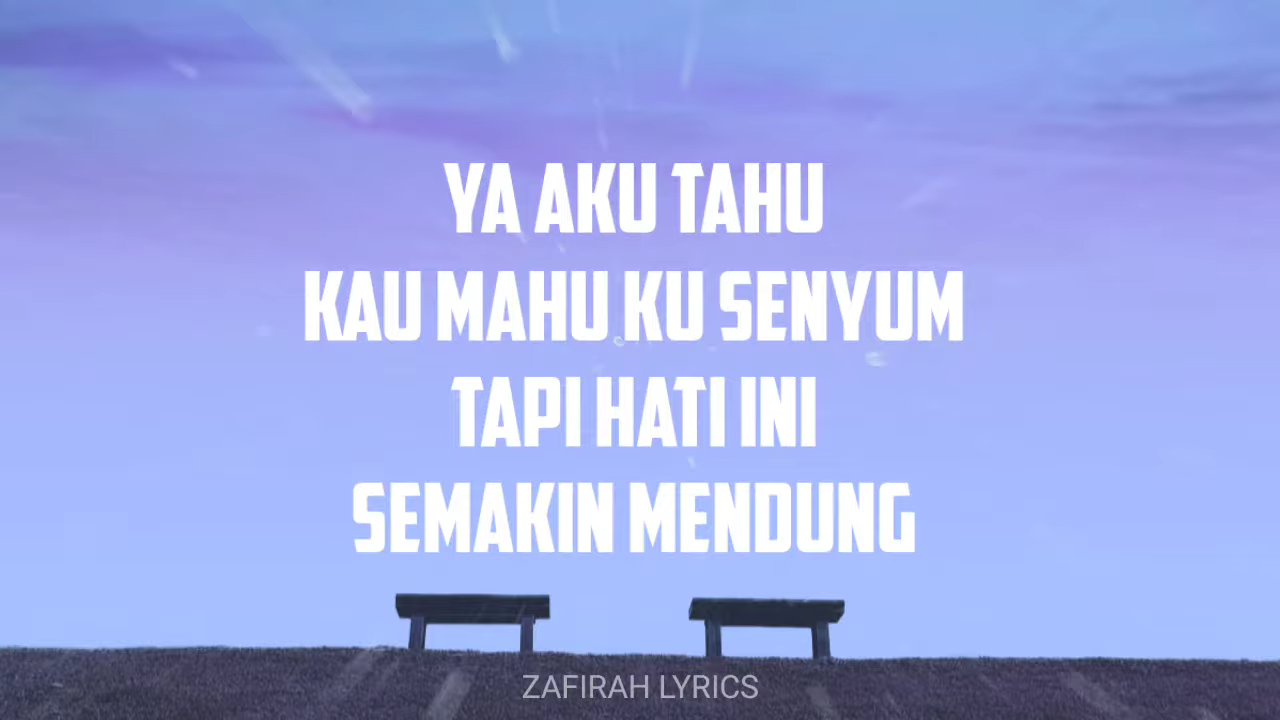 YA AKU TAHU
KAU MAHU KU SENYUM
TAPI HATI INI
SEMAKIN MENDUNG
ZAFIRAH LYRICS